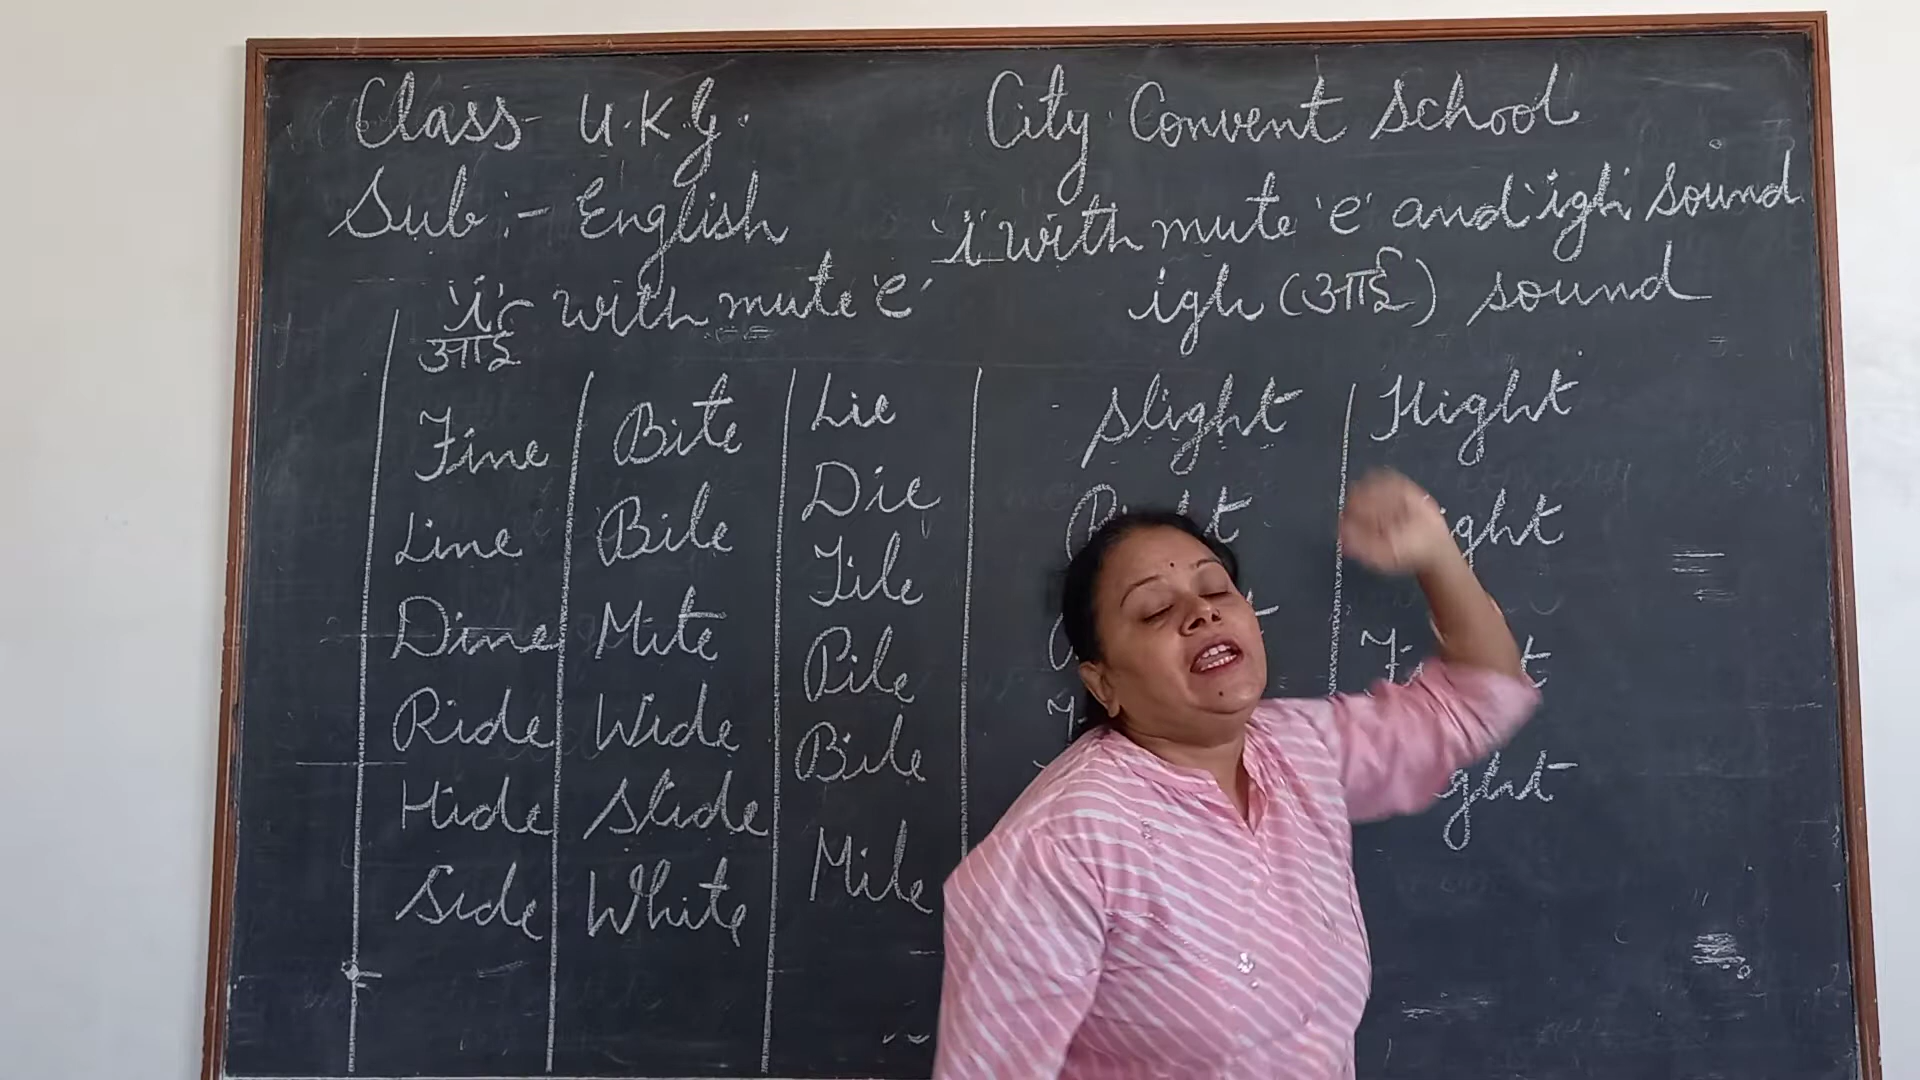 Class- U.K.G.
City Convent School
Sub:- English
'i' with mute 'e' and 'igh' sound
'i' with mute 'e'
आई
igh (आई) sound
Fine Bite Lie Slight Flight
Line Bile Die
Dine Mite Tile
Ride Wide Pile
Hide Slide Bile
Side White Mile